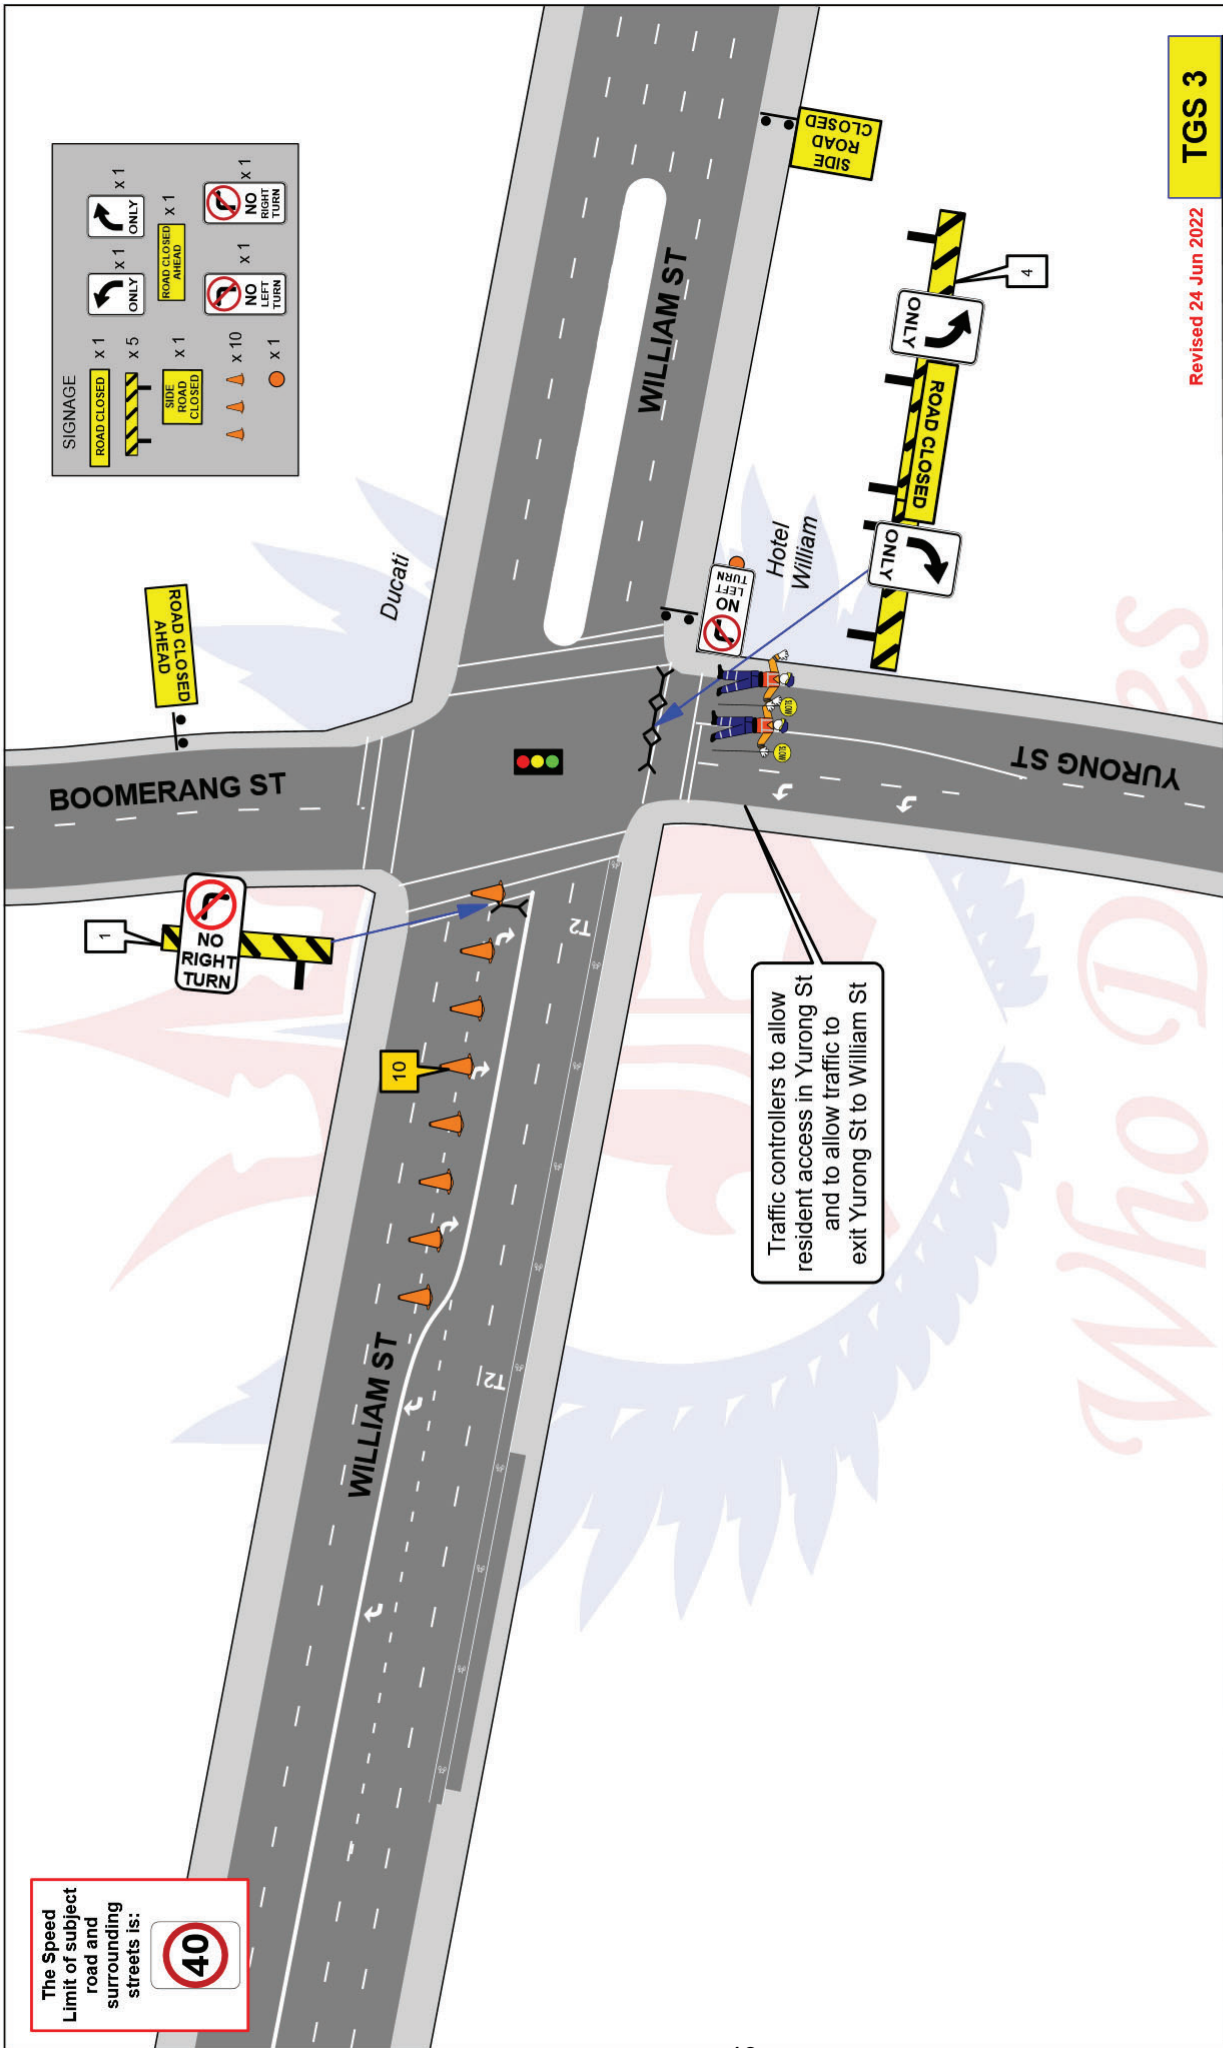 The Speed
Limit of subject
road and
surrounding
streets is:
40
SIGNAGE
ROAD CLOSED
x 1
ONLY
x 1
ONLY
x 1
x 5
ROAD CLOSED
AHEAD
x 1
SIDE
ROAD
CLOSED
x 1
NO
LEFT
TURN
x 1
NO
RIGHT
TURN
x 1
x 10
x 1
ROAD CLOSED
AHEAD
BOOMERANG ST
Ducati
1
NO
RIGHT
TURN
10
WILLIAM ST
WILLIAM ST
T2
T2
SIDE
ROAD
CLOSED
NO
LEFT
TURN
Hotel
William
SLOW
SLOW
YURONG ST
ONLY
ROAD CLOSED
ONLY
4
Traffic controllers to allow
resident access in Yurong St
and to allow traffic to
exit Yurong St to William St
Who D
es
Revised 24 Jun 2022
TGS 3